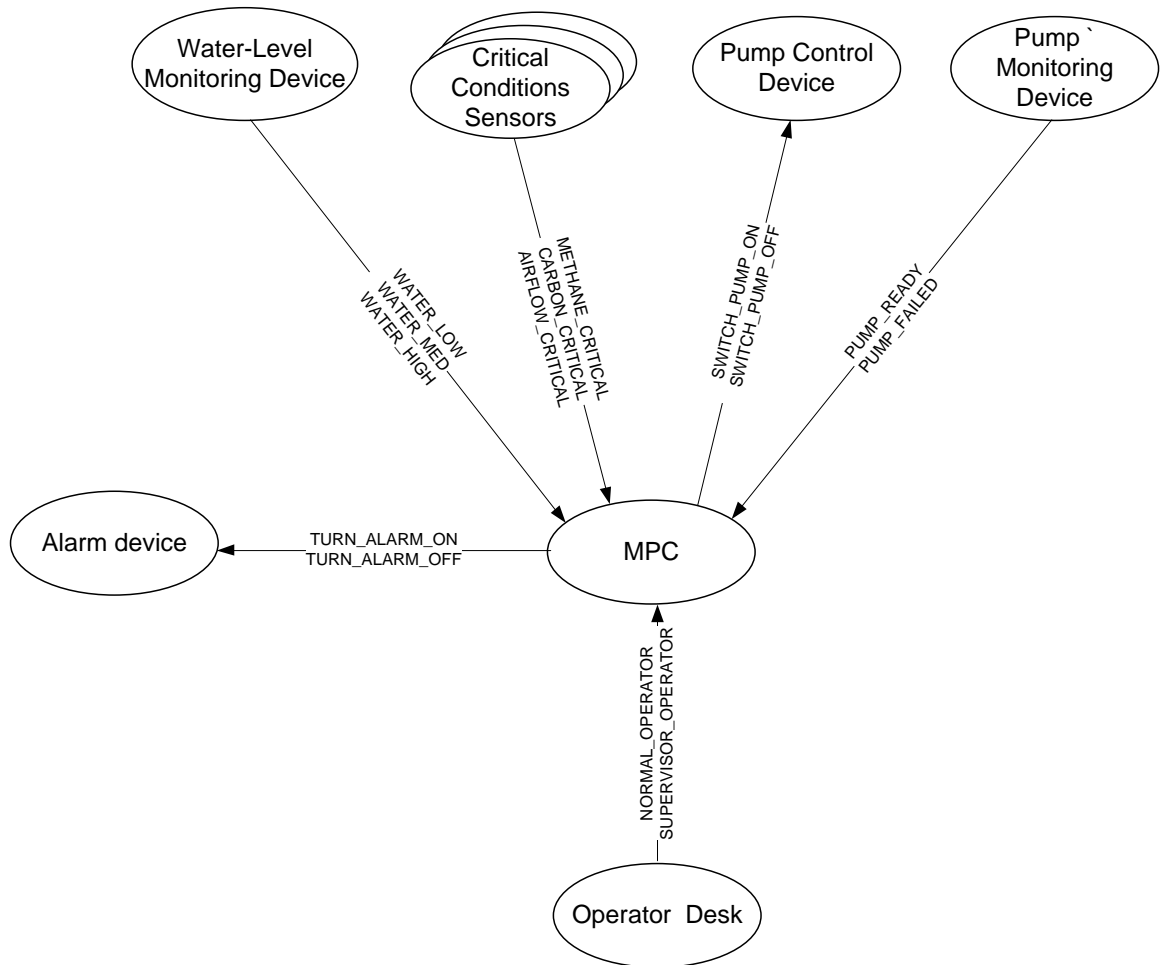 Water-Level
Monitoring Device
Critical
Conditions
Sensors
Pump Control
Device
Pump `
Monitoring
Device
WATER_LOW
WATER_MED
WATER_HIGH
METHANE_CRITICAL
CARBON_CRITICAL
AIRFLOW_CRITICAL
SWITCH_PUMP_ON
SWITCH_PUMP_OFF
PUMP_READY
PUMP_FAILED
Alarm device
TURN_ALARM_ON
TURN_ALARM_OFF
MPC
NORMAL_OPERATOR
SUPERVISOR_OPERATOR
Operator Desk